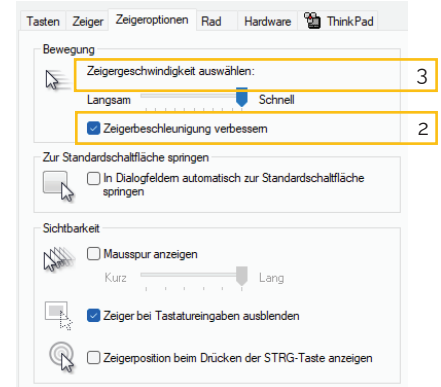 Tasten Zeiger Zeigeroptionen Rad Hardware ThinkPad
Bewegung
Zeigergeschwindigkeit auswählen:
3
Langsam Schnell
Zeigerbeschleunigung verbessern
2
Zur Standardschaltfläche springen
In Dialogfeldern automatisch zur Standardschaltfläche
springen
Sichtbarkeit
Mausspur anzeigen
Kurz Lang
Zeiger bei Tastatureingaben ausblenden
Zeigerposition beim Drücken der STRG-Taste anzeigen